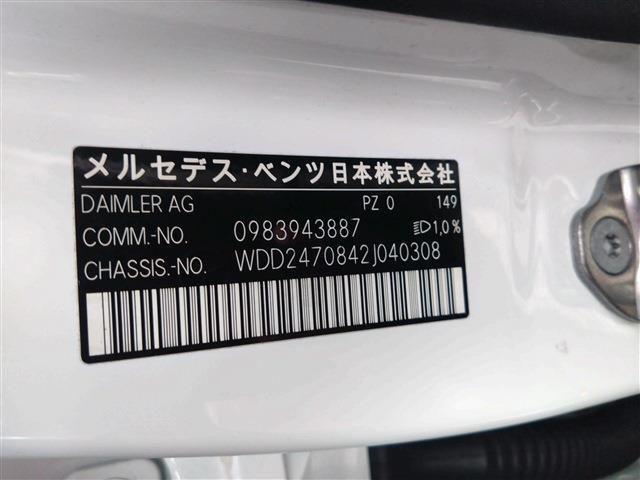 メルセデス・ベンツ日本株式会社
DAIMLER AG PZ 0 149
COMM.-NO. 0983943887 1,0%
CHASSIS.-NO. WDD2470842J040308